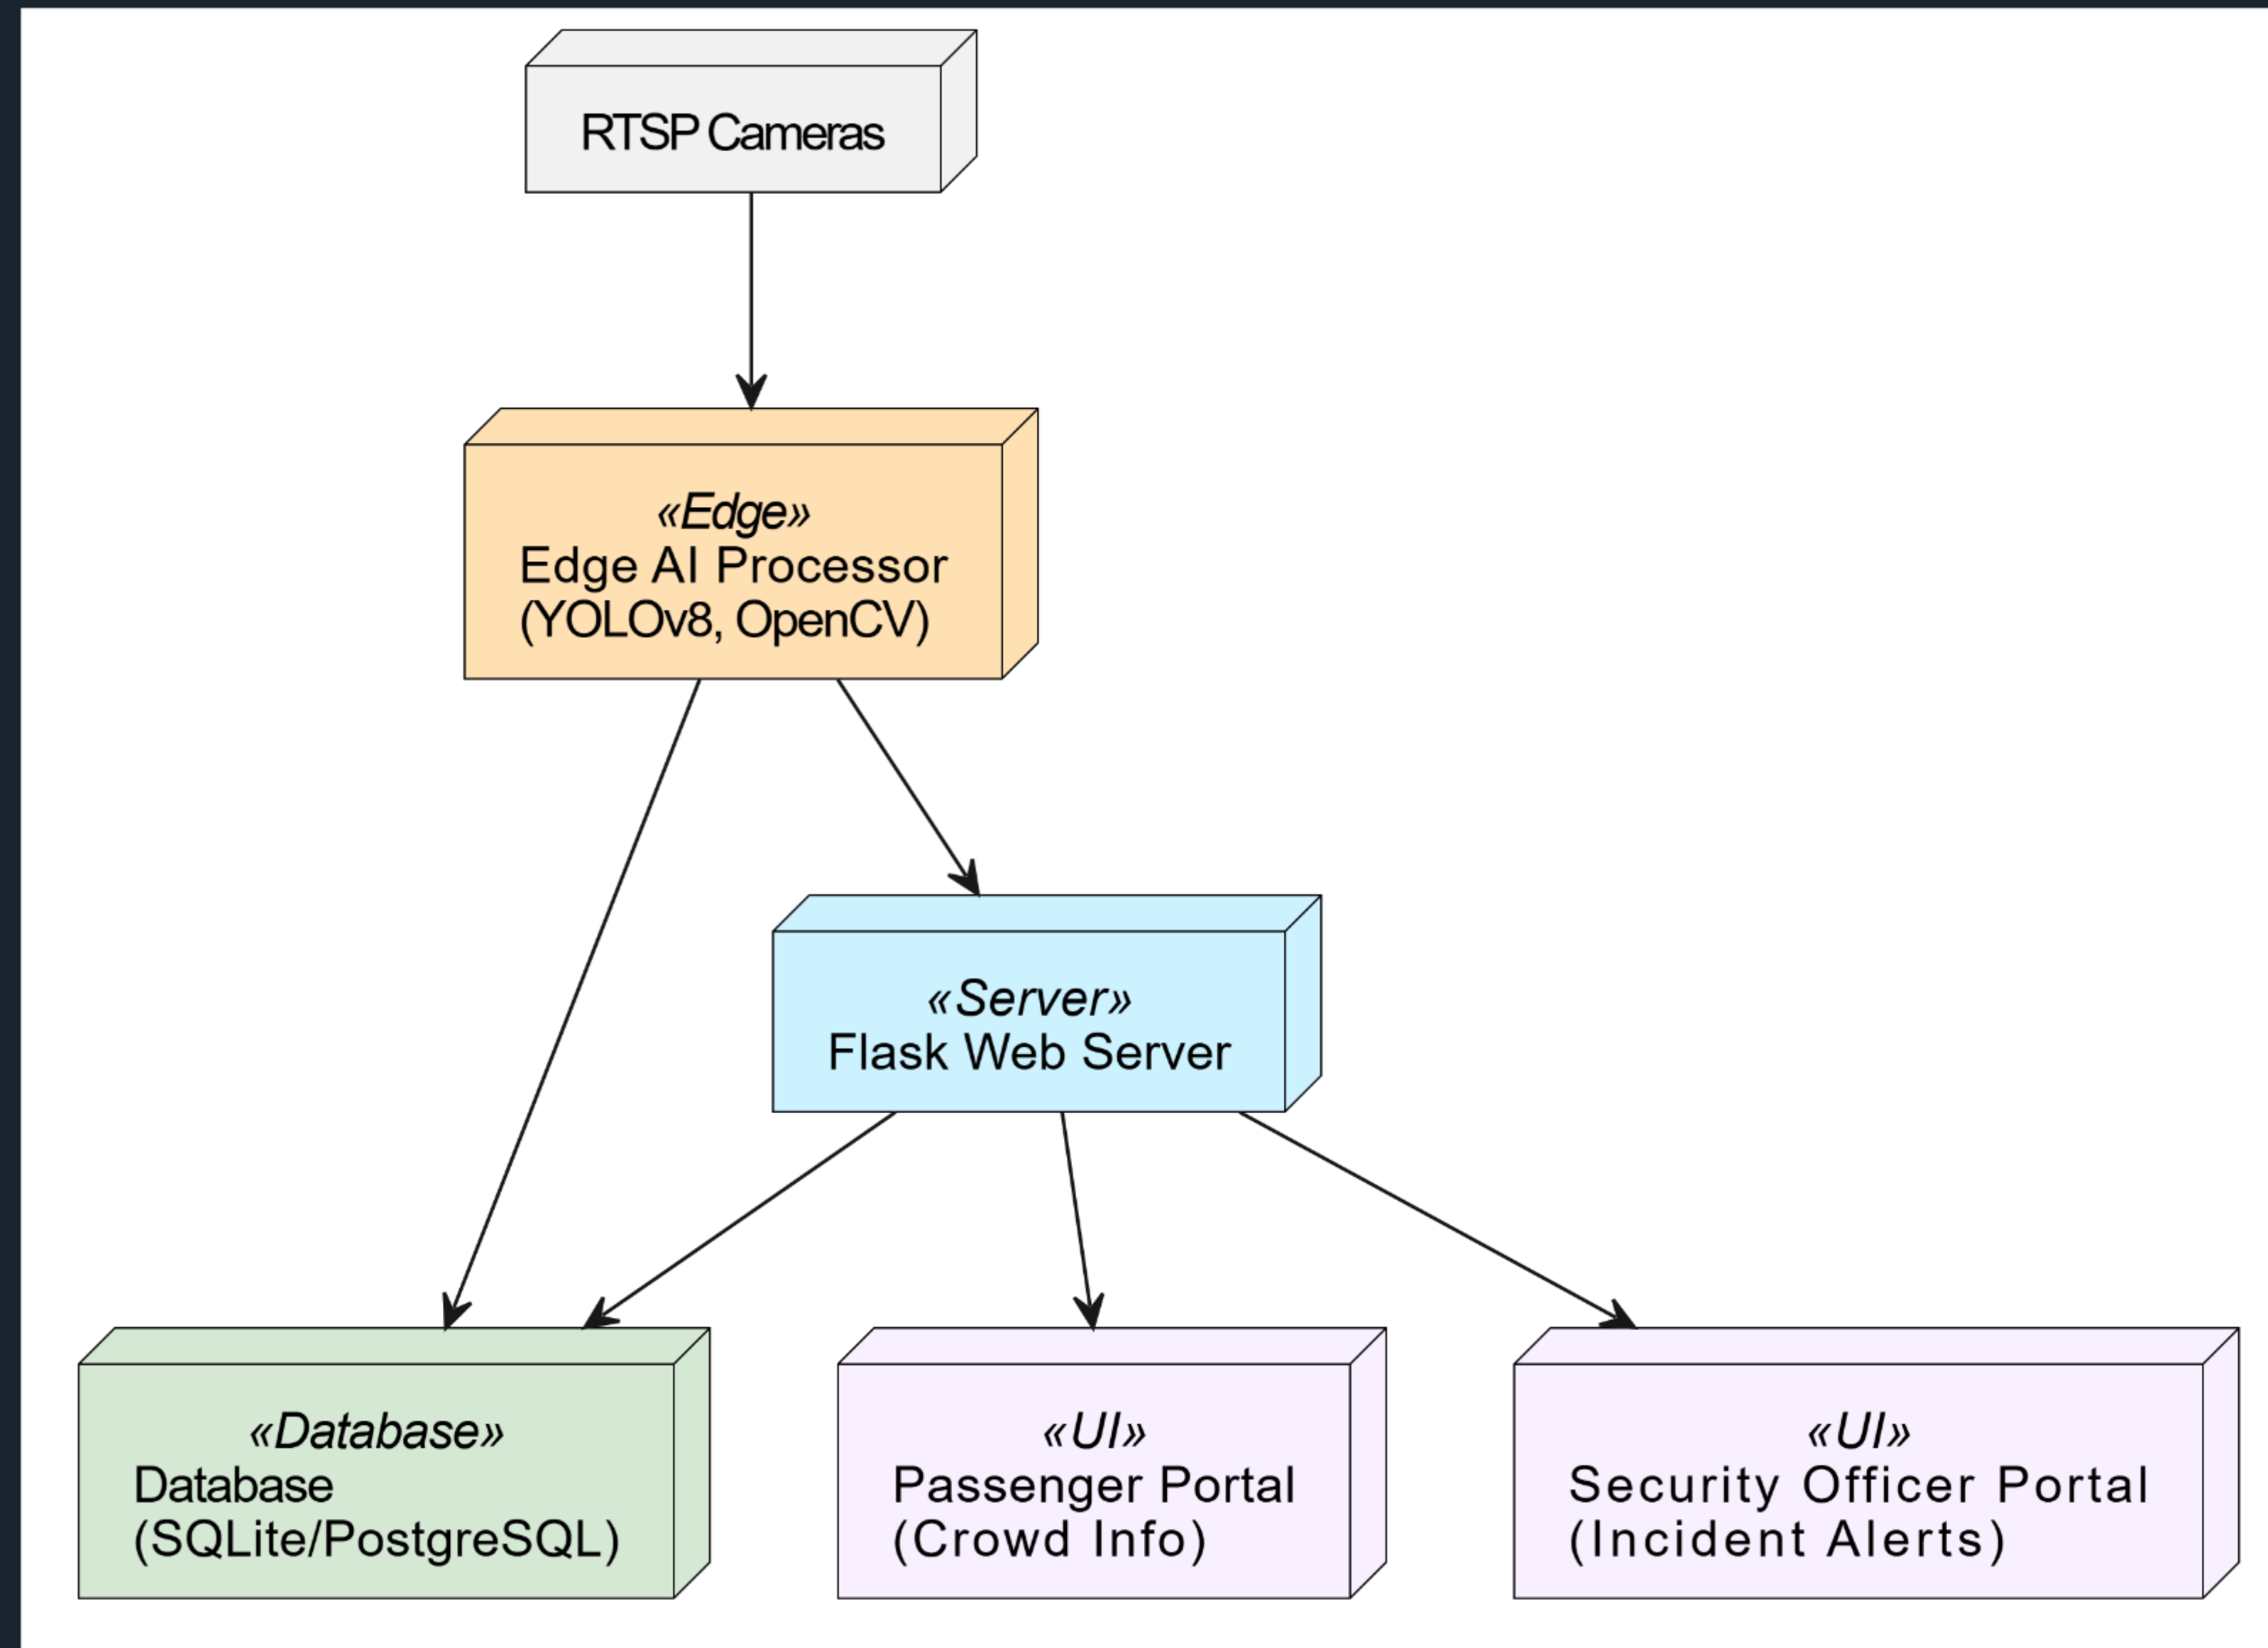 RTSP Cameras
«Edge»
Edge AI Processor
(YOLOv8, OpenCV)
«Server»
Flask Web Server
«Database»
Database
(SQLite/PostgreSQL)
«UI»
Passenger Portal
(Crowd Info)
«UI»
Security Officer Portal
(Incident Alerts)